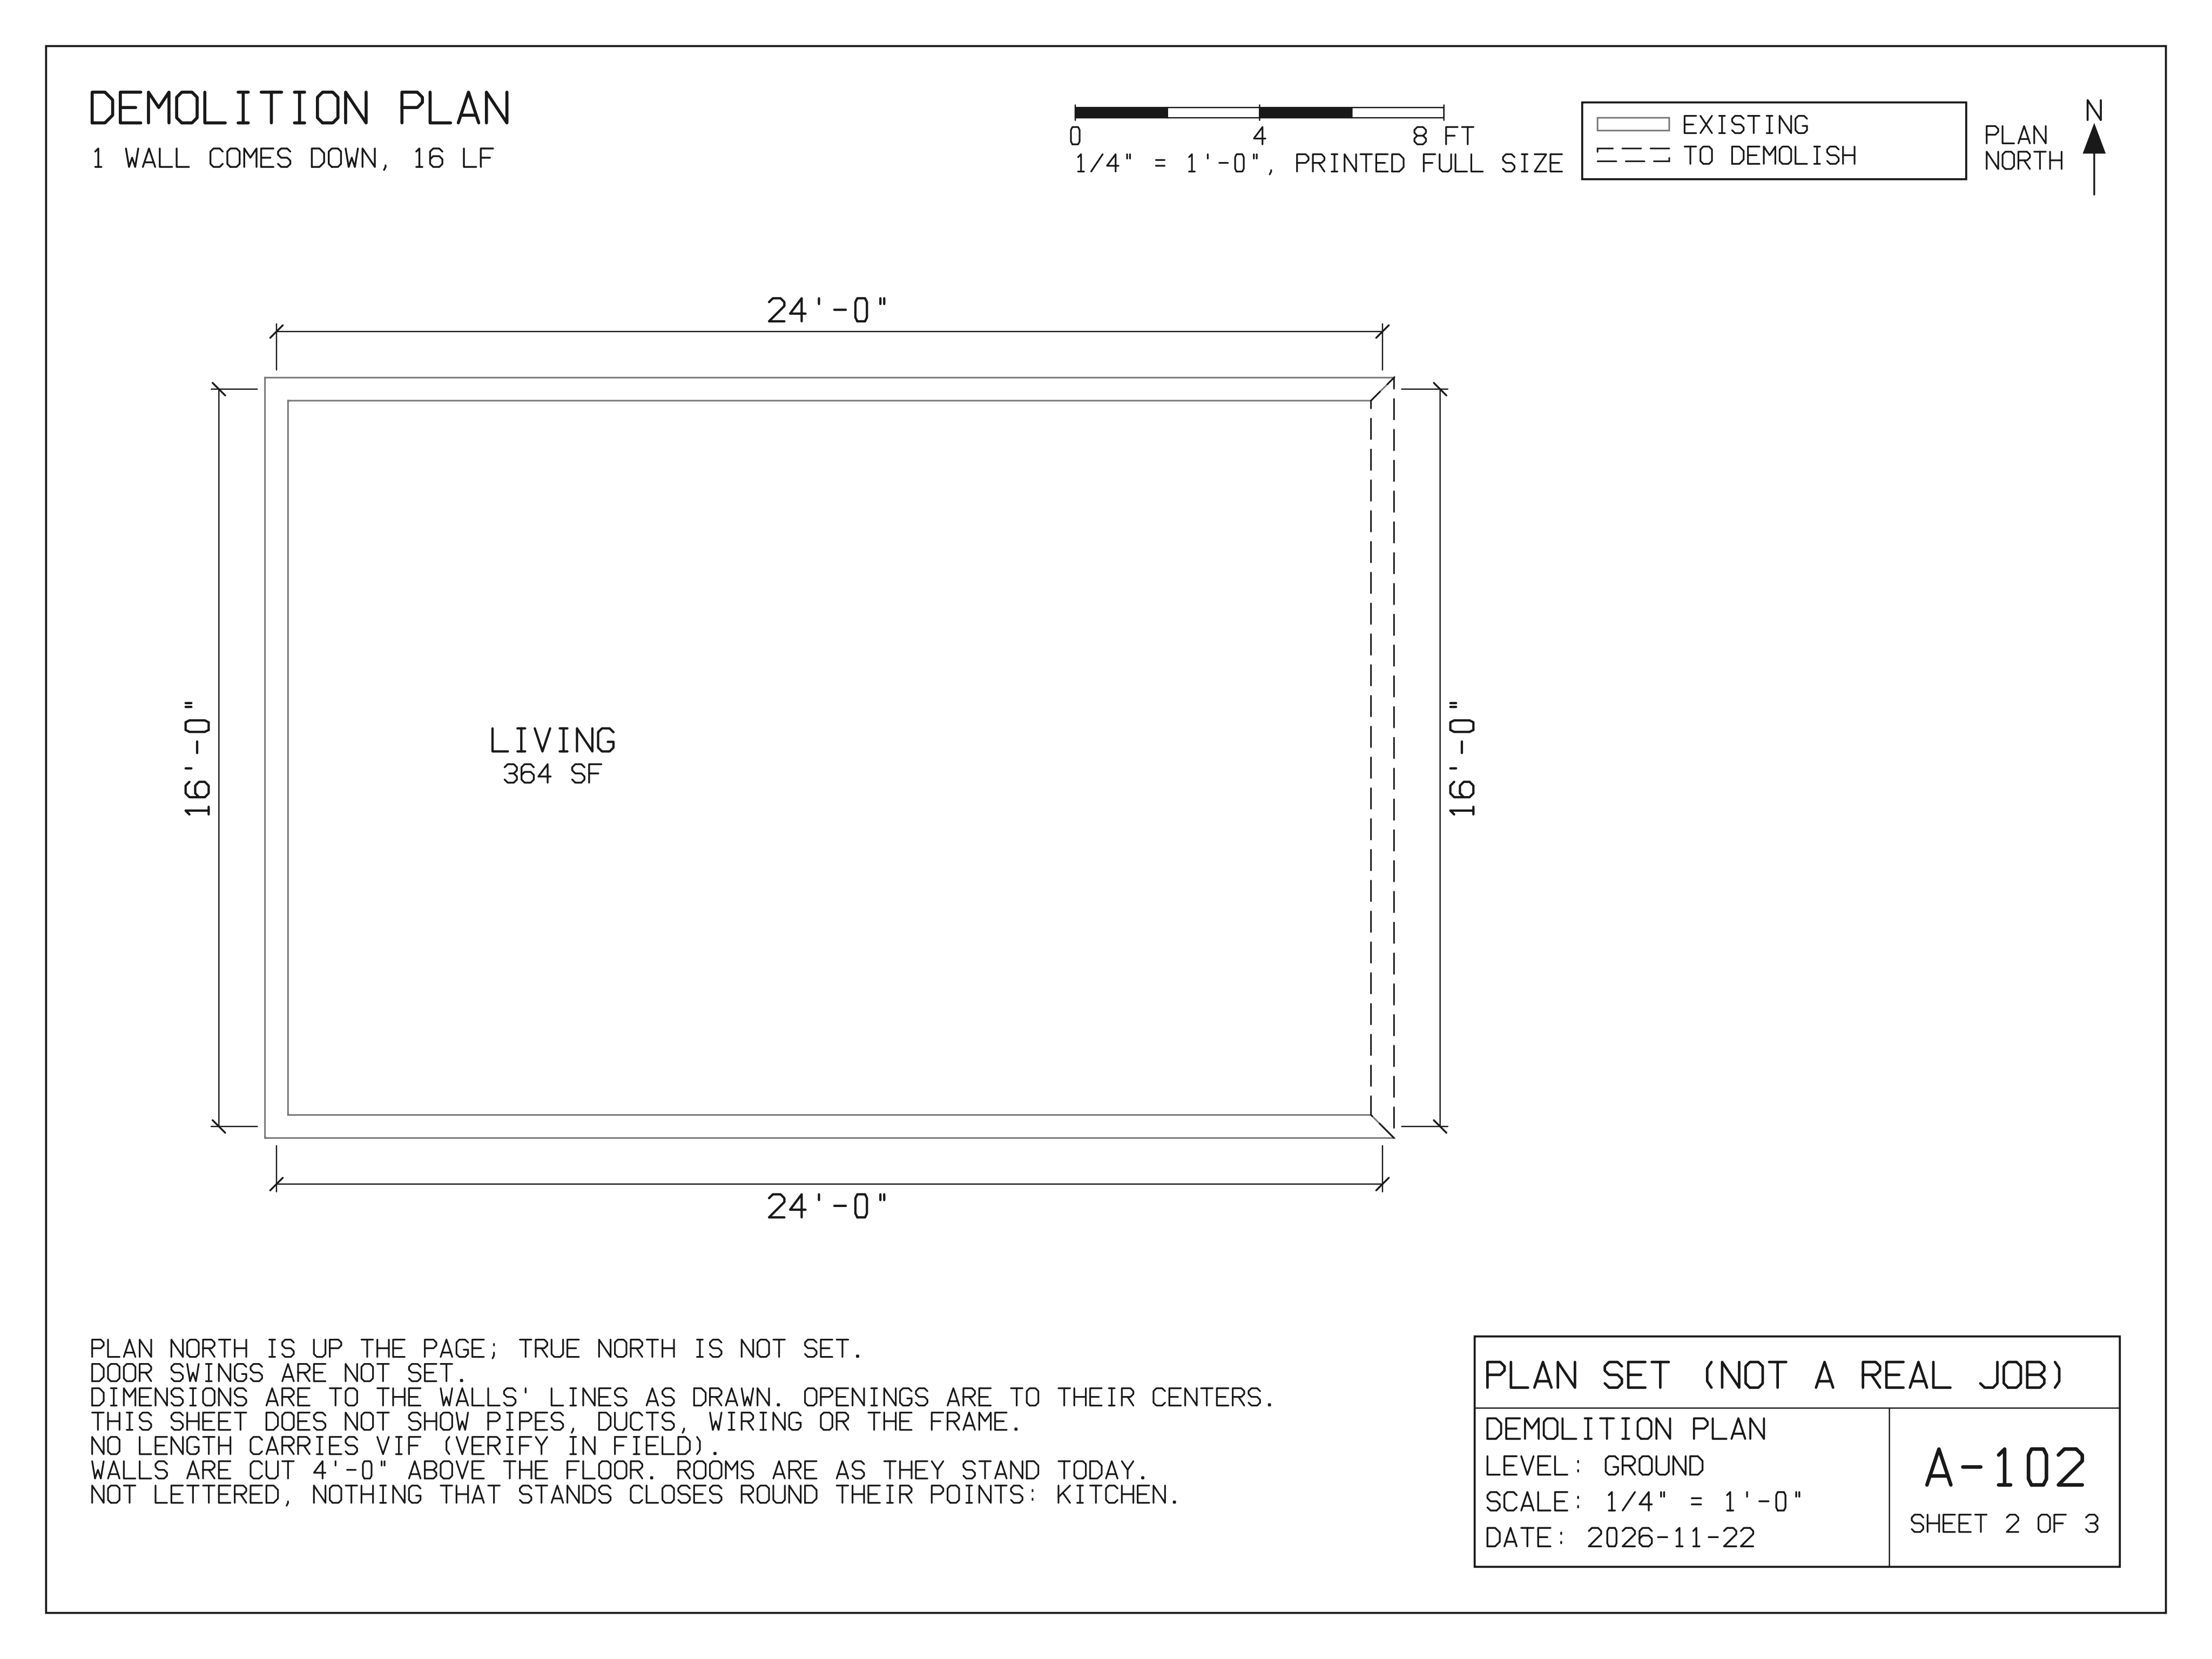 DEMOLITION PLAN
1 WALL COMES DOWN, 16 LF
0 4 8 FT
1/4" = 1'-0", PRINTED FULL SIZE
EXISTING
TO DEMOLISH
PLAN
NORTH
N
24'-0"
16'-0"
LIVING
364 SF
16'-0"
24'-0"
PLAN NORTH IS UP THE PAGE; TRUE NORTH IS NOT SET.
DOOR SWINGS ARE NOT SET.
DIMENSIONS ARE TO THE WALLS' LINES AS DRAWN. OPENINGS ARE TO THEIR CENTERS.
THIS SHEET DOES NOT SHOW PIPES, DUCTS, WIRING OR THE FRAME.
NO LENGTH CARRIES VIF (VERIFY IN FIELD).
WALLS ARE CUT 4'-0" ABOVE THE FLOOR. ROOMS ARE AS THEY STAND TODAY.
NOT LETTERED, NOTHING THAT STANDS CLOSES ROUND THEIR POINTS: KITCHEN.
PLAN SET (NOT A REAL JOB)
DEMOLITION PLAN
LEVEL: GROUND
SCALE: 1/4" = 1'-0"
DATE: 2026-11-22
A-102
SHEET 2 OF 3